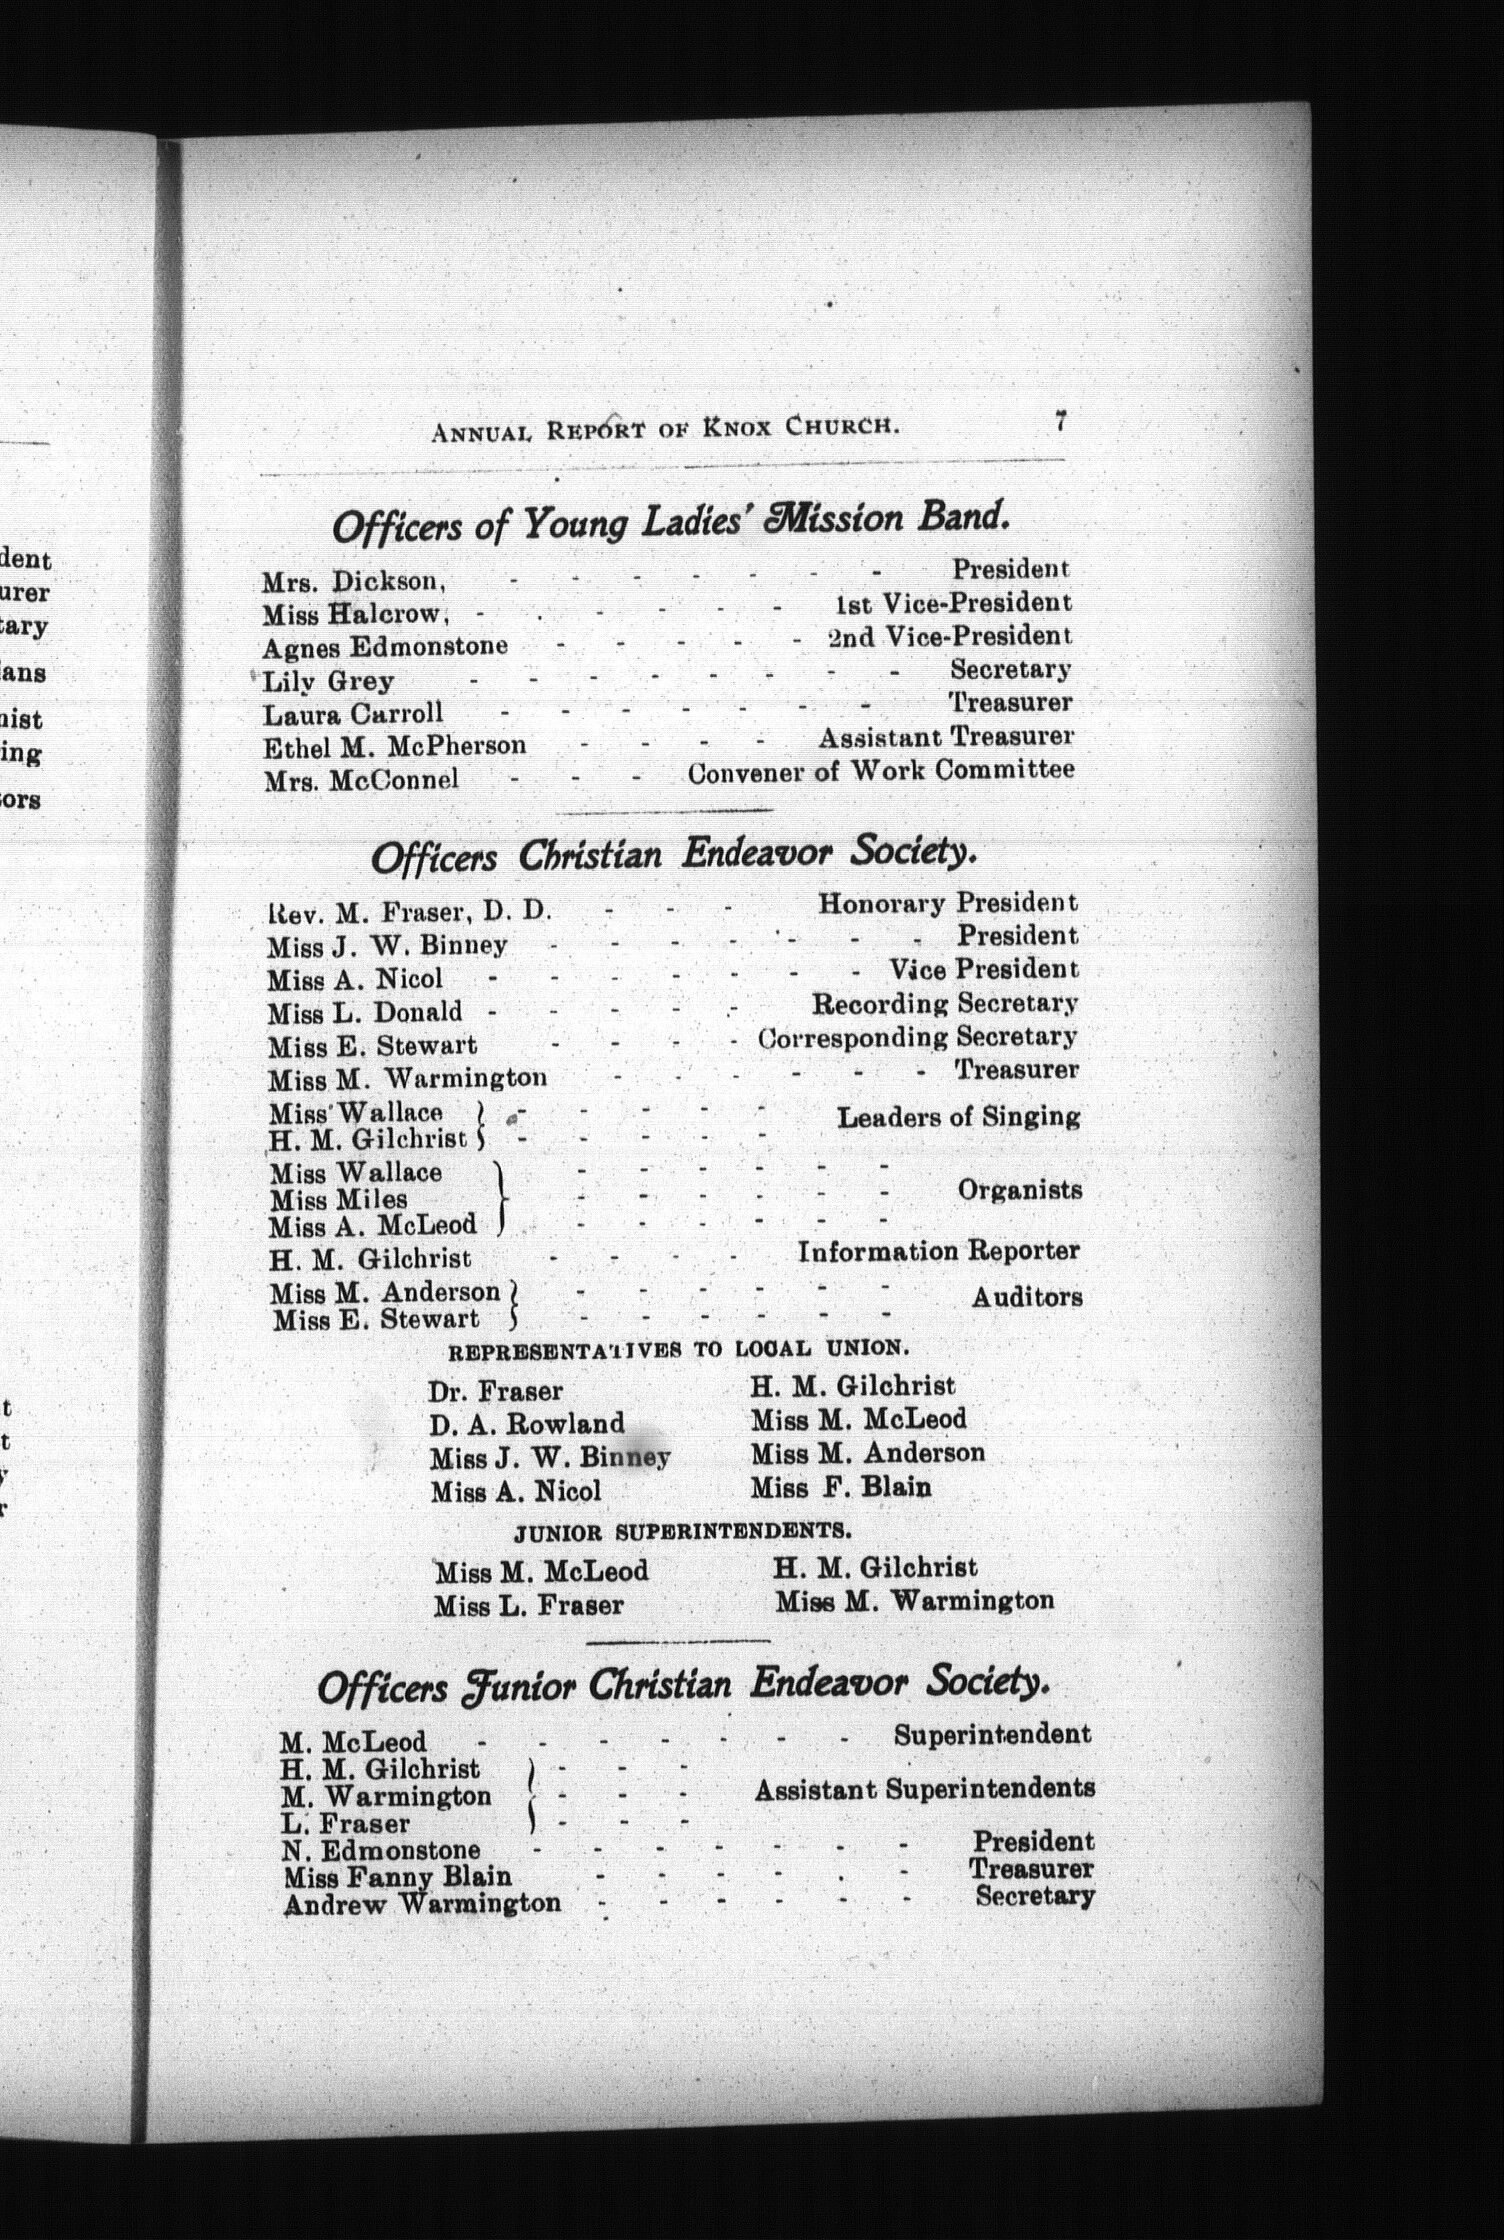 ANNUAL REPORT OF KNOX CHURCH. 7
Officers of Young Ladies' Mission Band.
Mrs. Dickson, - - - - - - - President
Miss Halcrow, - . - - - - 1st Vice-President
Agnes Edmonstone - - - - - 2nd Vice-President
Lily Grey - - - - - - - - Secretary
Laura Carroll - - - - - - - Treasurer
Ethel M. McPherson - - - - Assistant Treasurer
Mrs. McConnel - - - Convener of Work Committee
Officers Christian Endeavor Society.
Rev. M. Fraser, D. D. - - - Honorary President
Miss J. W. Binney - - - - - - - President
Miss A. Nicol - - - - - - - Vice President
Miss L. Donald - - - - - Recording Secretary
Miss E. Stewart - - - - Corresponding Secretary
Miss M. Warmington - - - - - - Treasurer
Miss Wallace } - - - - -
Leaders of Singing
H. M. Gilchrist } - - - - -
Miss Wallace } - - - - - -
Miss Miles - - - - - - Organists
Miss A. McLeod - - - - - -
H. M. Gilchrist - - - - Information Reporter
Miss M. Anderson } - - - - - -
Auditors
Miss E. Stewart } - - - - - -
REPRESENTATIVES TO LOCAL UNION.
Dr. Fraser H. M. Gilchrist
D. A. Rowland Miss M. McLeod
Miss J. W. Binney Miss M. Anderson
Miss A. Nicol Miss F. Blain
JUNIOR SUPERINTENDENTS.
Miss M. McLeod H. M. Gilchrist
Miss L. Fraser Miss M. Warmington
Officers Junior Christian Endeavor Society.
M. McLeod - - - - - - - Superintendent
H. M. Gilchrist } - - -
M. Warmington - - - Assistant Superintendents
L. Fraser - - -
N. Edmonstone - - - - - - - President
Miss Fanny Blain - - - - . - Treasurer
Andrew Warmington - - - - - - Secretary